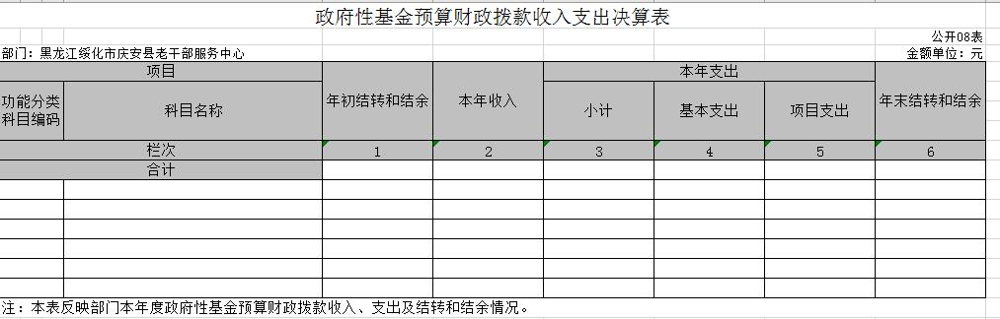 政府性基金预算财政拨款收入支出决算表
公开08表
部门：黑龙江绥化市庆安县老干部服务中心
金额单位：元
项目
年初结转和结余
本年收入
本年支出
年末结转和结余
功能分类
科目编码
科目名称
小计
基本支出
项目支出
栏次
1
2
3
4
5
6
合计
注：本表反映部门本年度政府性基金预算财政拨款收入、支出及结转和结余情况。